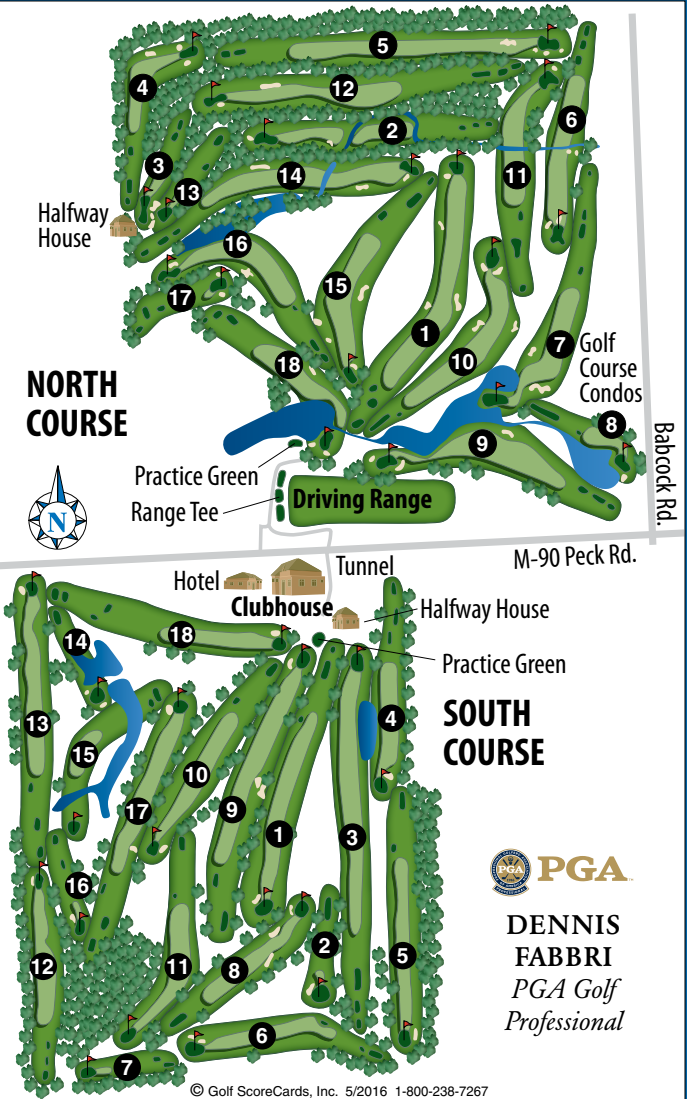 5
4
12
6
2
3
13
14
11
Halfway
House
16
15
17
1
10
18
7
Golf
Course
Condos
8
9
NORTH
COURSE
Babcock Rd.
Practice Green
Range Tee
Driving Range
N
M-90 Peck Rd.
Hotel
Tunnel
Clubhouse
Halfway House
Practice Green
18
14
13
15
4
SOUTH
COURSE
10
17
9
1
3
16
12
11
8
2
5
6
7
PGA
PGA
DENNIS
FABBRI
PGA Golf
Professional
© Golf ScoreCards, Inc. 5/2016 1-800-238-7267